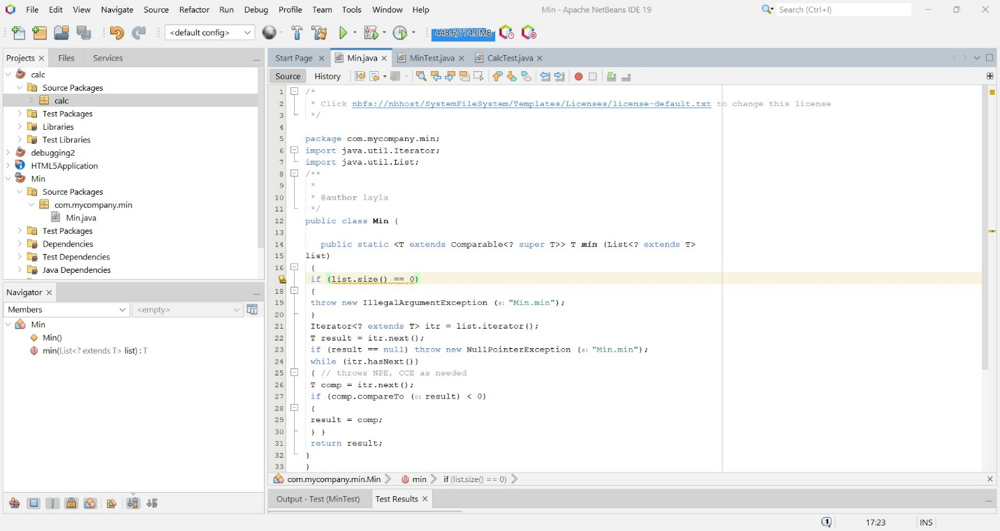 File Edit View Navigate Source Refactor Run Debug Profile Team Tools Window Help
Min - Apache NetBeans IDE 19
Search (Ctrl+I)
<default config>
448.6/774.0MB
Projects Files Services
calc
Source Packages
calc
Test Packages
Libraries
Test Libraries
debugging2
HTML5Application
Min
Source Packages
com.mycompany.min
Min.java
Test Packages
Dependencies
Test Dependencies
Java Dependencies
Navigator
Members <empty>
Min
Min()
min(List<? extends T> list) : T
Start Page Min.java MinTest.java CalcTest.java
Source History
1 /*
2 * Click nbfs://nbhost/SystemFileSystem/Templates/Licenses/license-default.txt to change this license
3 */
4
5 package com.mycompany.min;
6 import java.util.Iterator;
7 import java.util.List;
8 /**
9 *
10 * @author layla
11 */
12 public class Min {
13
14 public static <T extends Comparable<? super T>> T min (List<? extends T>
15 list)
16 {
if (list.size() == 0)
18 {
19 throw new IllegalArgumentException (s: "Min.min");
20 }
21 Iterator<? extends T> itr = list.iterator();
22 T result = itr.next();
23 if (result == null) throw new NullPointerException (s: "Min.min");
24 while (itr.hasNext())
25 { // throws NPE, CCE as needed
26 T comp = itr.next();
27 if (comp.compareTo (o: result) < 0)
28 {
29 result = comp;
30 } }
31 return result;
32 }
33 }
com.mycompany.min.Min min if (list.size() == 0)
Output - Test (MinTest) Test Results
1 17:23 INS